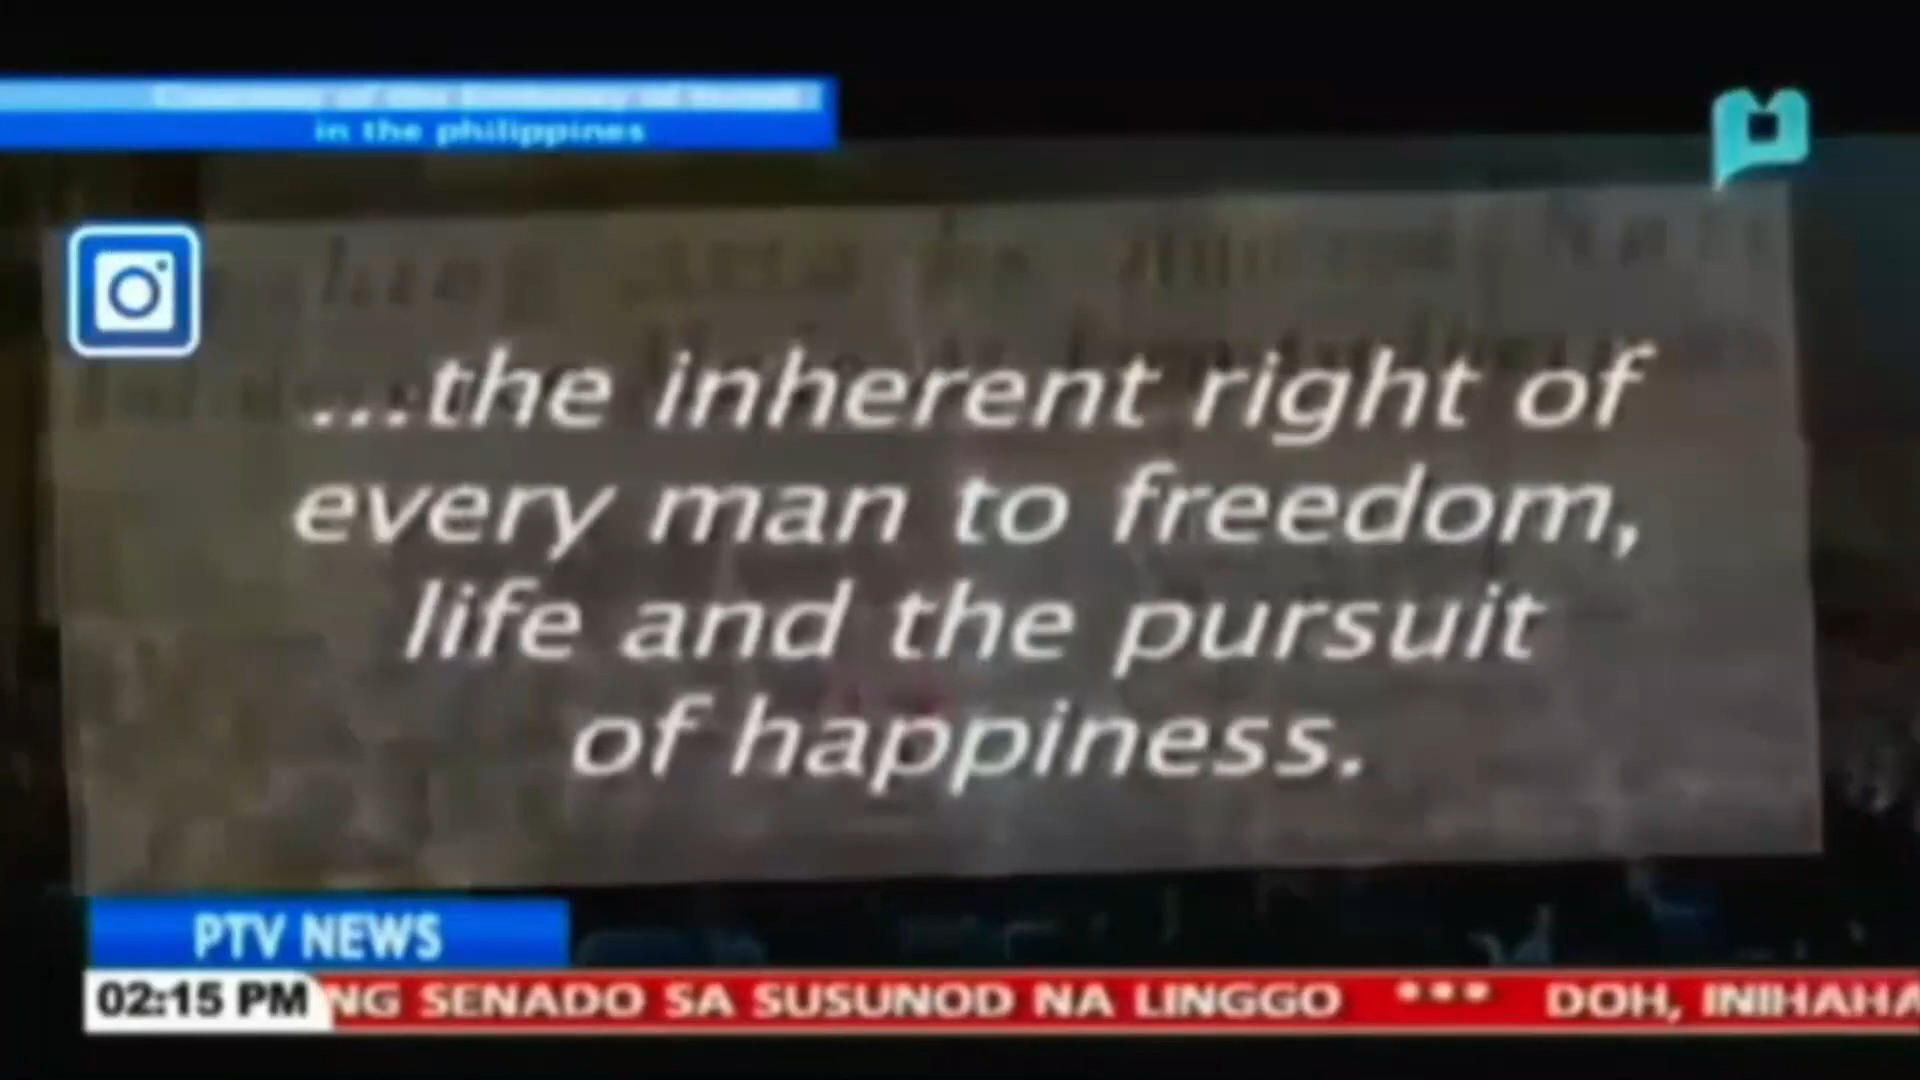 in the philippines
...the inherent right of
every man to freedom,
life and the pursuit
of happiness.
PTV NEWS
02:15 PM NG SENADO SA SUSUNOD NA LINGGO *** DOH, INIHAHA